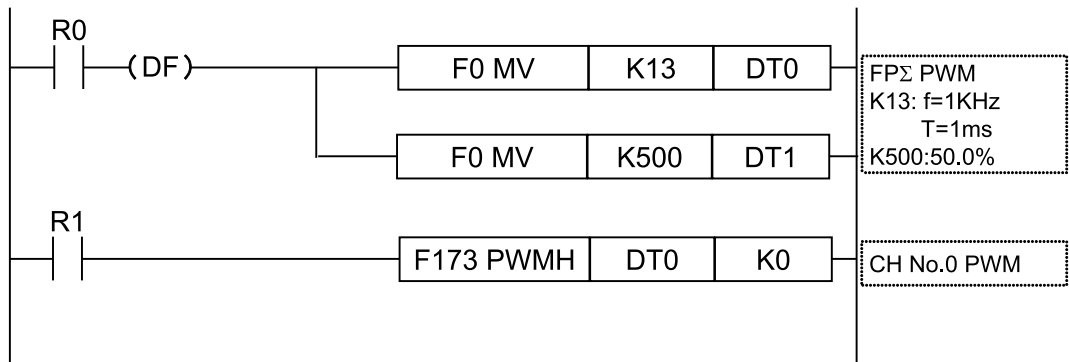 R0
(DF)
F0 MV K13 DT0
FPΣ PWM
K13: f=1KHz
T=1ms
K500:50.0%
F0 MV K500 DT1
R1
F173 PWMH DT0 K0
CH No.0 PWM